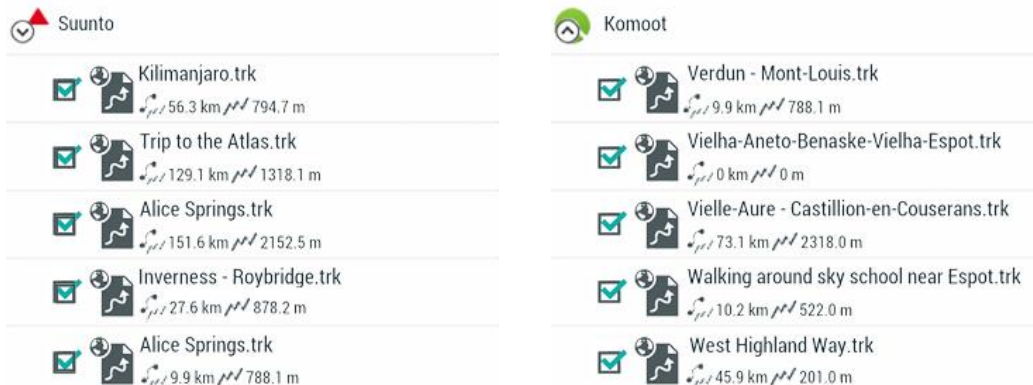 Suunto
Kilimanjaro.trk
56.3 km 794.7 m
Trip to the Atlas.trk
129.1 km 1318.1 m
Alice Springs.trk
151.6 km 2152.5 m
Inverness - Roybridge.trk
27.6 km 878.2 m
Alice Springs.trk
9.9 km 788.1 m
Komoot
Verdun - Mont-Louis.trk
9.9 km 788.1 m
Vielha-Aneto-Benaske-Vielha-Espot.trk
0 km 0 m
Vielle-Aure - Castillion-en-Couserans.trk
73.1 km 2318.0 m
Walking around sky school near Espot.trk
10.2 km 522.0 m
West Highland Way.trk
45.9 km 201.0 m